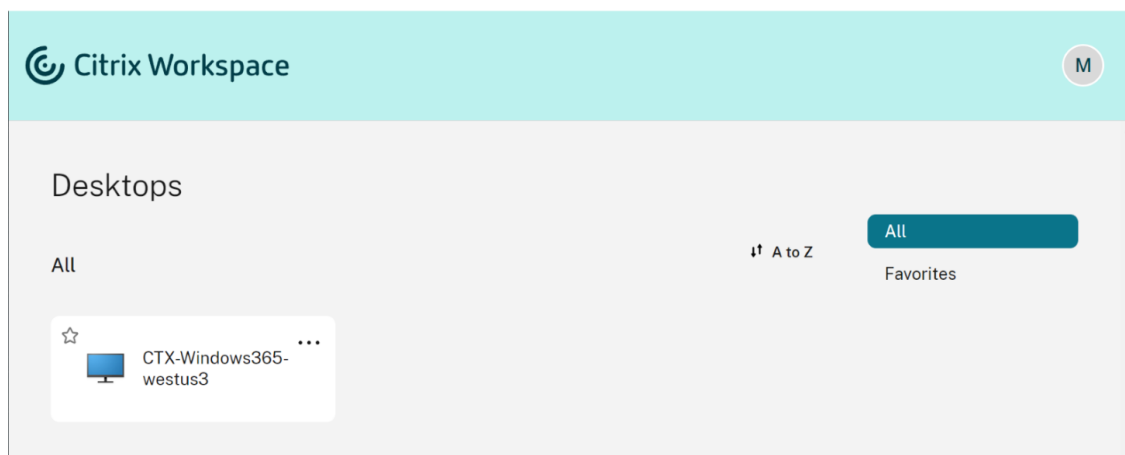 Citrix Workspace
M
Desktops
All
A to Z
All
Favorites
CTX-Windows365-
westus3